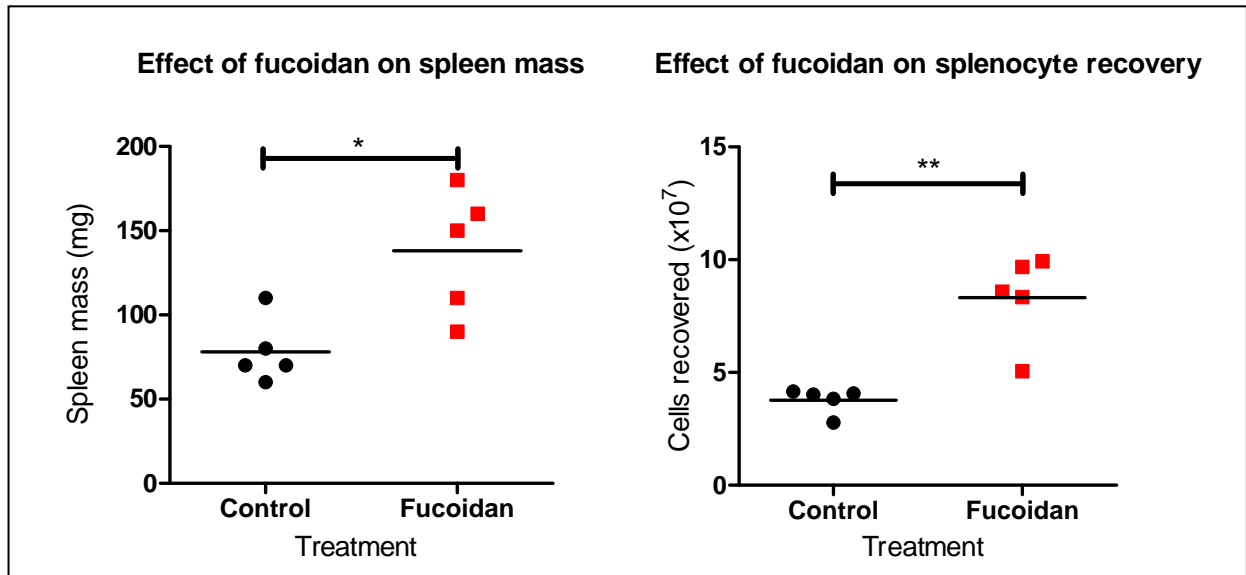 Effect of fucoidan on spleen mass
*
200
150
100
50
0
Spleen mass (mg)
Control Fucoidan
Treatment
Effect of fucoidan on splenocyte recovery
**
15
10
5
0
Cells recovered (x10⁷)
Control Fucoidan
Treatment